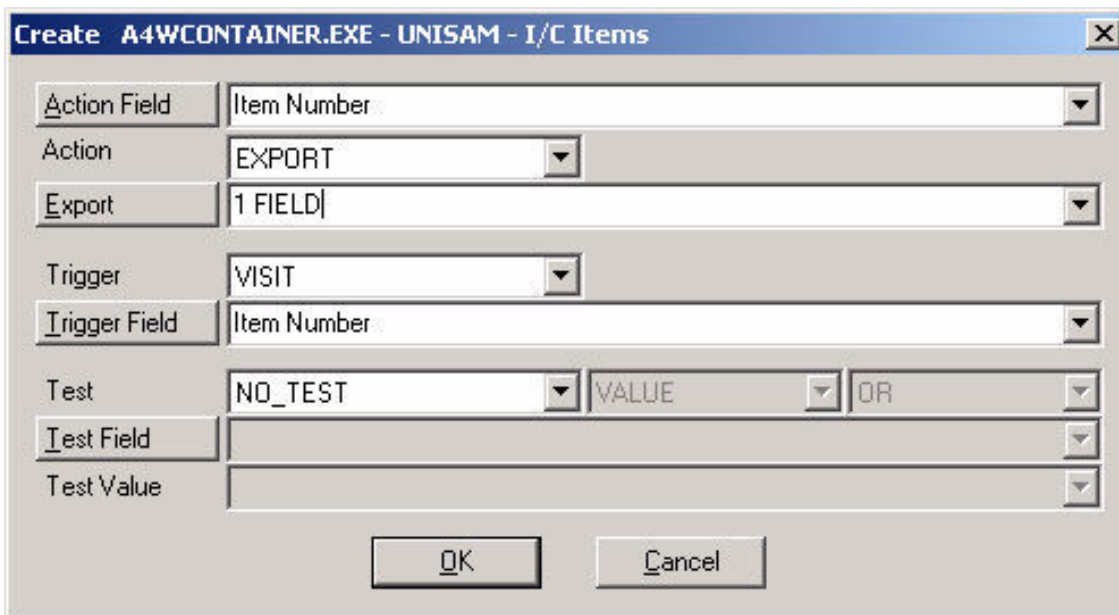 Create A4WCONTAINER.EXE - UNISAM - I/C Items
Action Field Item Number
Action EXPORT
Export 1 FIELD
Trigger VISIT
Trigger Field Item Number
Test NO_TEST VALUE OR
Test Field
Test Value
OK Cancel